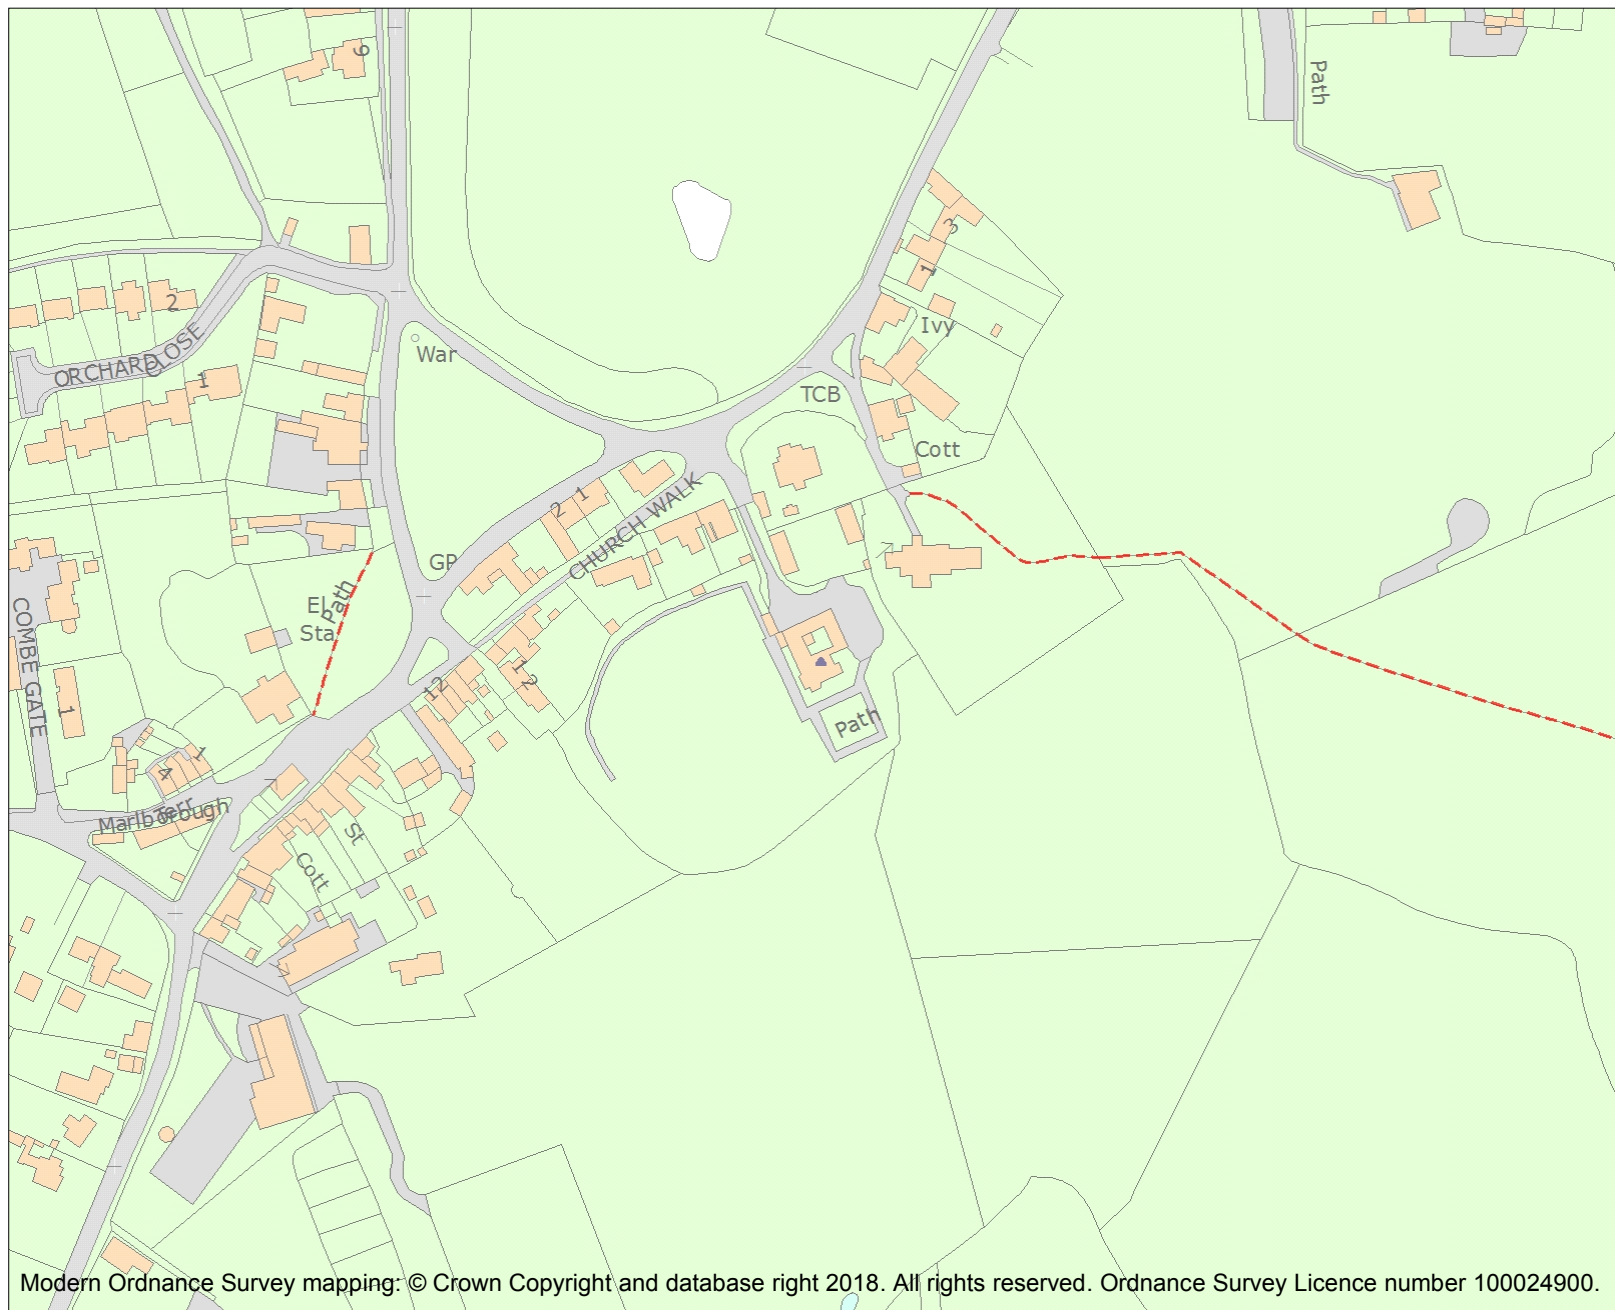 9
Path
3
1
2
Ivy
War
ORCHARD CLOSE
1
TCB
Cott
2 1
CHURCH WALK
GP
El
Sta
Path
COMBE GATE
1 2
12
1
Path
1
4
Terr
Marlborough
St
Cott
Modern Ordnance Survey mapping: © Crown Copyright and database right 2018. All rights reserved. Ordnance Survey Licence number 100024900.